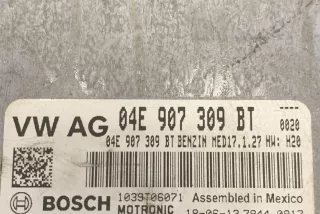 VW AG 04E 907 309 BT 0020
04E 907 309 BT BENZIN MED17.1.27 HW: H20
BOSCH 1039T06071 Assembled in Mexico
MOTRONIC